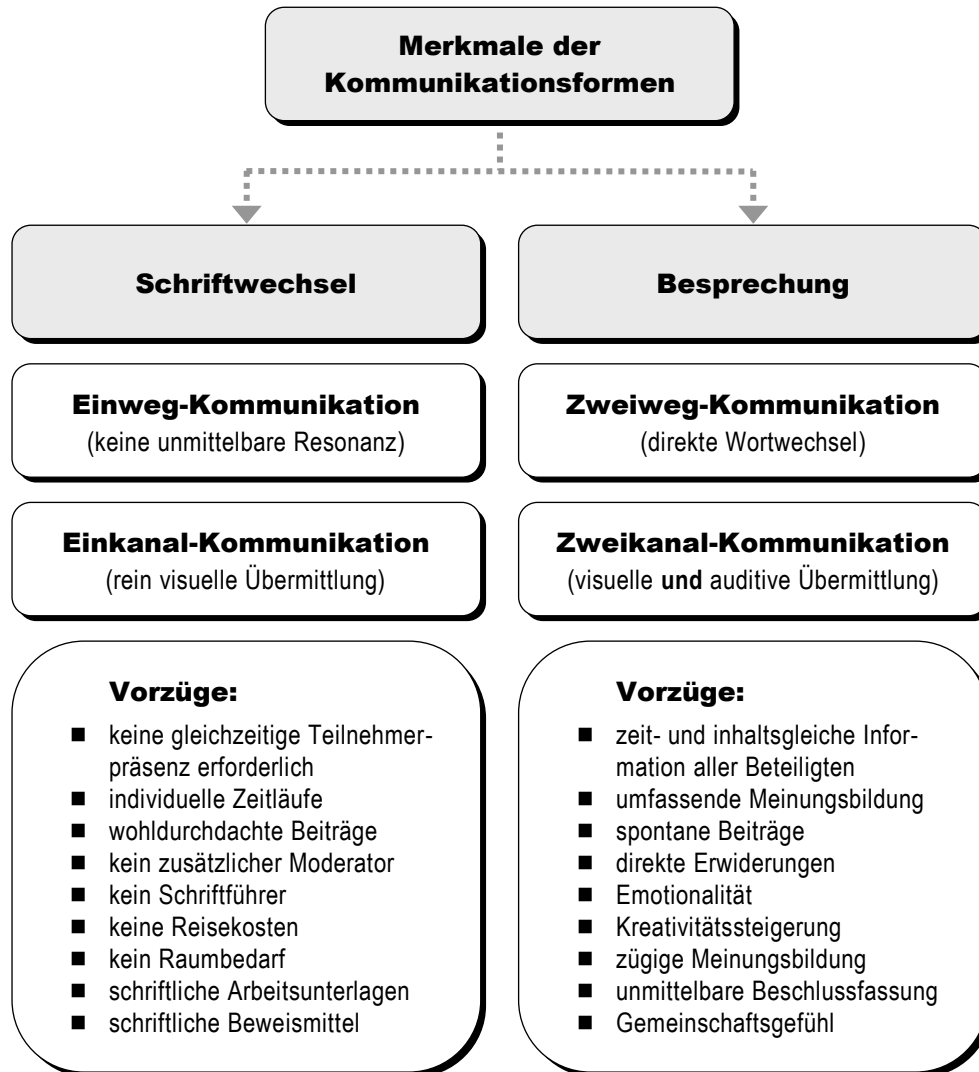 Merkmale der
Kommunikationsformen
Schriftwechsel
Einweg-Kommunikation
(keine unmittelbare Resonanz)
Einkanal-Kommunikation
(rein visuelle Übermittlung)
Vorzüge:
■ keine gleichzeitige Teilnehmer-
präsenz erforderlich
■ individuelle Zeitläufe
■ wohldurchdachte Beiträge
■ kein zusätzlicher Moderator
■ kein Schriftführer
■ keine Reisekosten
■ kein Raumbedarf
■ schriftliche Arbeitsunterlagen
■ schriftliche Beweismittel
Besprechung
Zweiweg-Kommunikation
(direkte Wortwechsel)
Zweikanal-Kommunikation
(visuelle und auditive Übermittlung)
Vorzüge:
■ zeit- und inhaltsgleiche Infor-
mation aller Beteiligten
■ umfassende Meinungsbildung
■ spontane Beiträge
■ direkte Erwiderungen
■ Emotionalität
■ Kreativitätssteigerung
■ zügige Meinungsbildung
■ unmittelbare Beschlussfassung
■ Gemeinschaftsgefühl